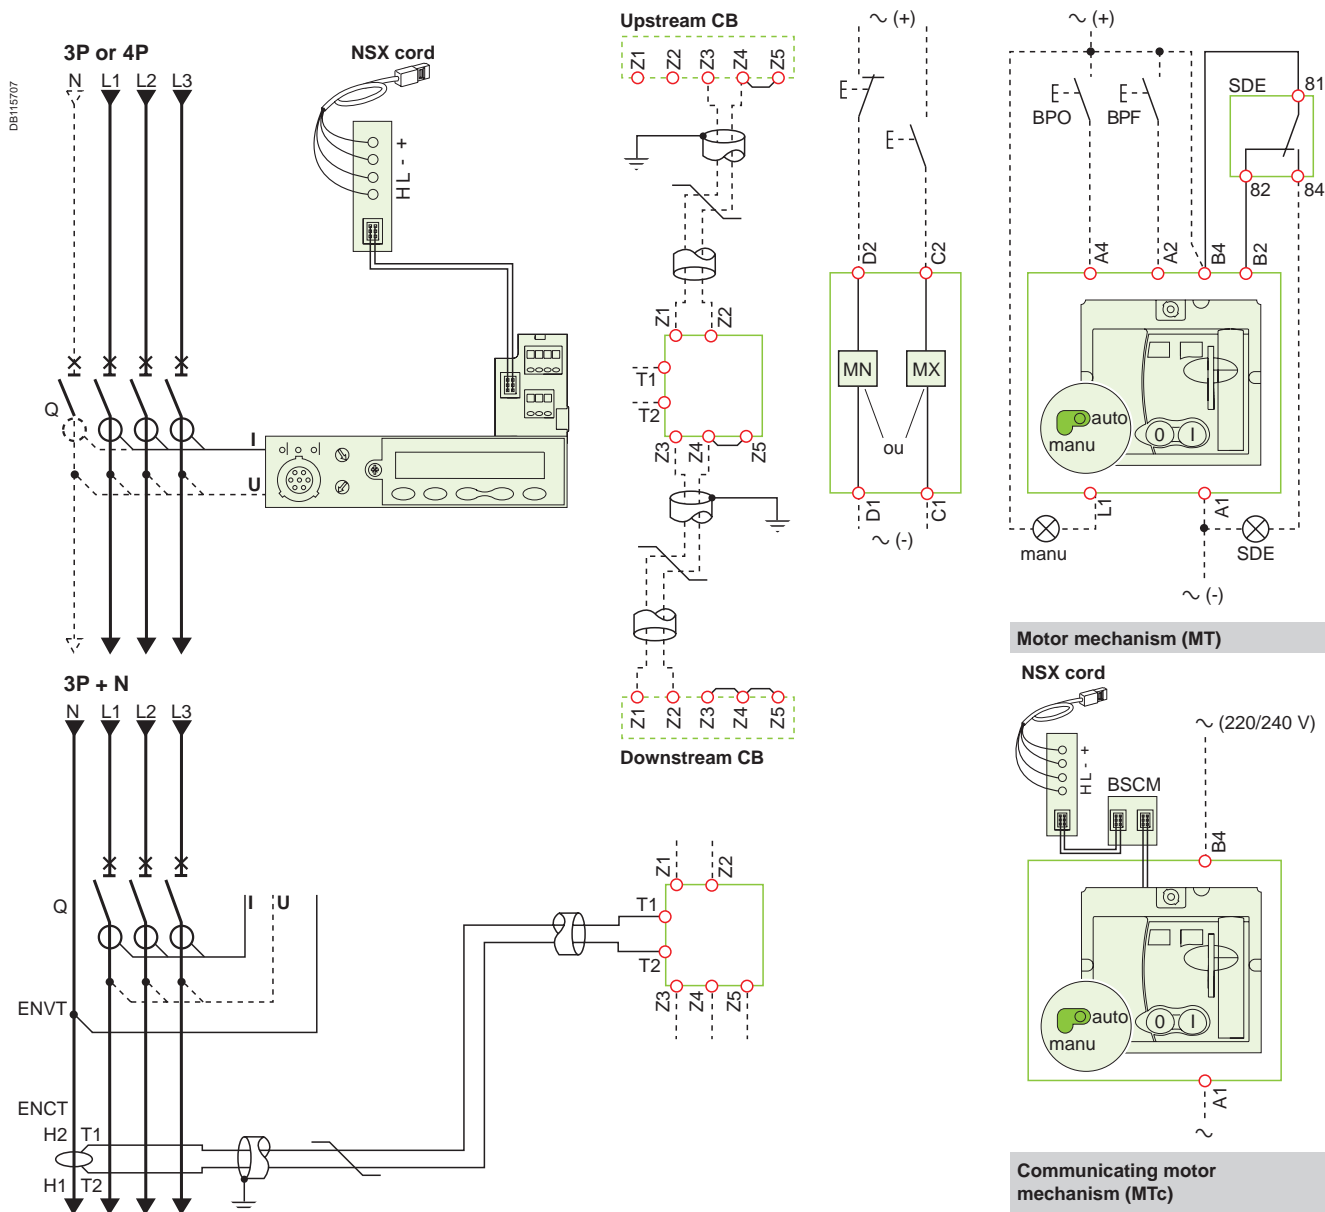 DB115707
3P or 4P
N L1 L2 L3
Q
I
U
NSX cord
+
-
L
H
Upstream CB
Z1 Z2 Z3 Z4 Z5
Z1 Z2
T1
T2
Z3 Z4 Z5
Z1 Z2 Z3 Z4 Z5
Downstream CB
~ (+)
E
E
D2 C2
MN MX
ou
D1 C1
~ (-)
~ (+)
E E
BPO BPF
SDE
81
82 84
A4 A2 B4 B2
auto
manu
0 I
L1 A1
manu
SDE
~ (-)
Motor mechanism (MT)
3P + N
N L1 L2 L3
Q
I U
ENVT
ENCT
H2 T1
H1 T2
Z1 Z2
T1
T2
Z3 Z4 Z5
NSX cord
+
-
L
H
BSCM
~ (220/240 V)
B4
auto
manu
0 I
A1
~
Communicating motor
mechanism (MTc)